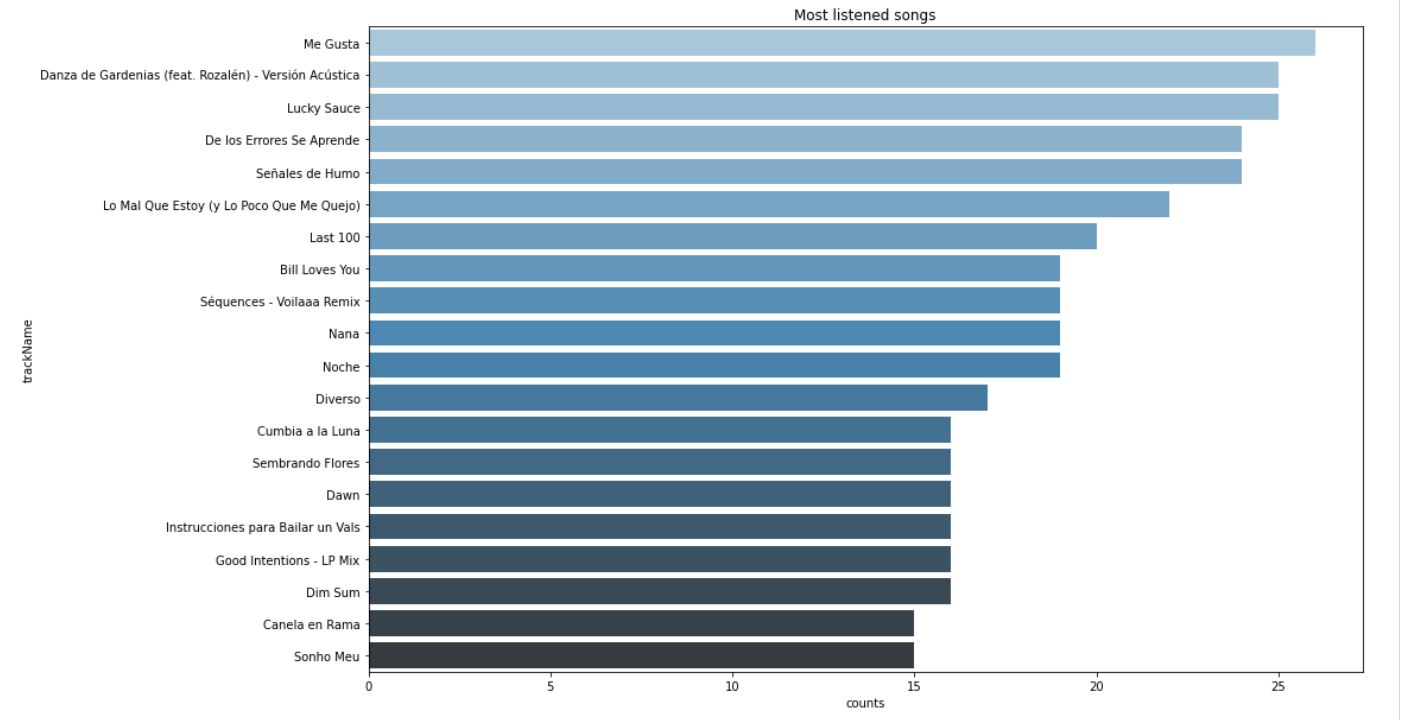 Most listened songs
Me Gusta
Danza de Gardenias (feat. Rozalén) - Versión Acústica
Lucky Sauce
De los Errores Se Aprende
Señales de Humo
Lo Mal Que Estoy (y Lo Poco Que Me Quejo)
Last 100
Bill Loves You
Séquences - Voilaaa Remix
Nana
Noche
Diverso
Cumbia a la Luna
Sembrando Flores
Dawn
Instrucciones para Bailar un Vals
Good Intentions - LP Mix
Dim Sum
Canela en Rama
Sonho Meu
trackName
0 5 10 15 20 25
counts